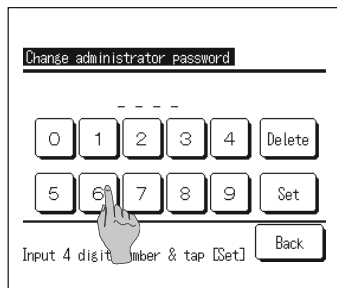 Change administrator password
_ _ _ _
0 1 2 3 4 Delete
5 6 7 8 9 Set
Back
Input 4 digit mber & tap [Set]